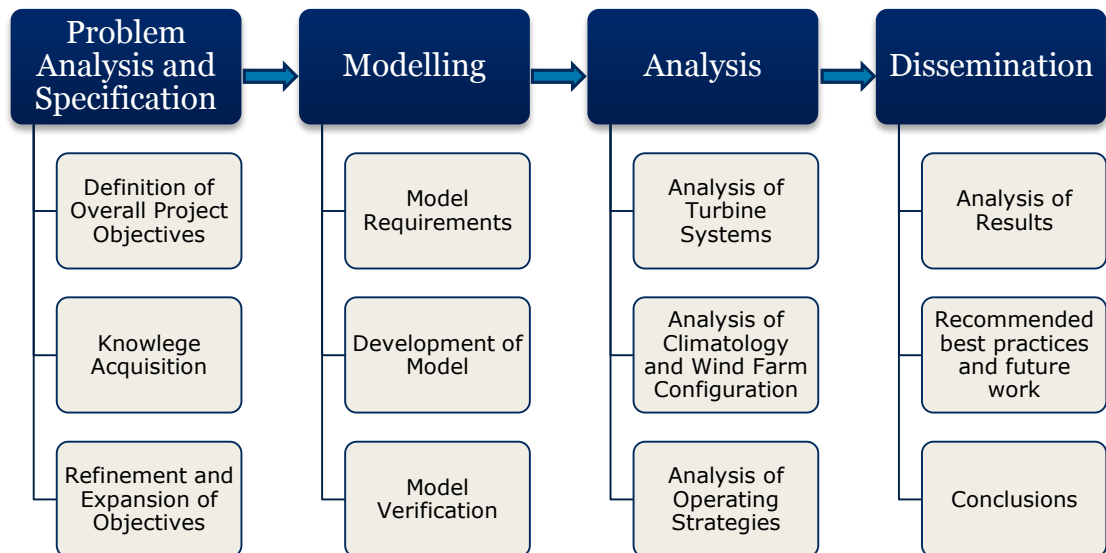 Problem
Analysis and
Specification
Definition of
Overall Project
Objectives
Knowlege
Acquisition
Refinement and
Expansion of
Objectives
Modelling
Model
Requirements
Development of
Model
Model
Verification
Analysis
Analysis of
Turbine
Systems
Analysis of
Climatology
and Wind Farm
Configuration
Analysis of
Operating
Strategies
Dissemination
Analysis of
Results
Recommended
best practices
and future
work
Conclusions